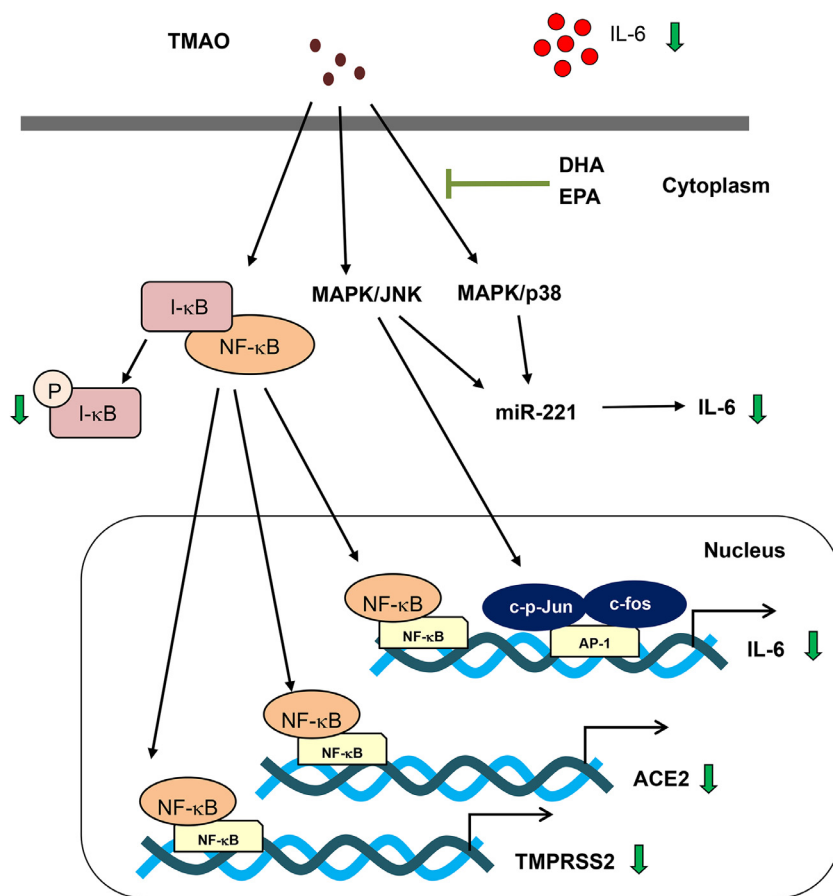 TMAO
IL-6
DHA
EPA
Cytoplasm
I-κB
NF-κB
MAPK/JNK
MAPK/p38
P
I-κB
miR-221
IL-6
Nucleus
NF-κB
NF-κB
c-p-Jun
c-fos
AP-1
IL-6
NF-κB
NF-κB
ACE2
NF-κB
NF-κB
TMPRSS2